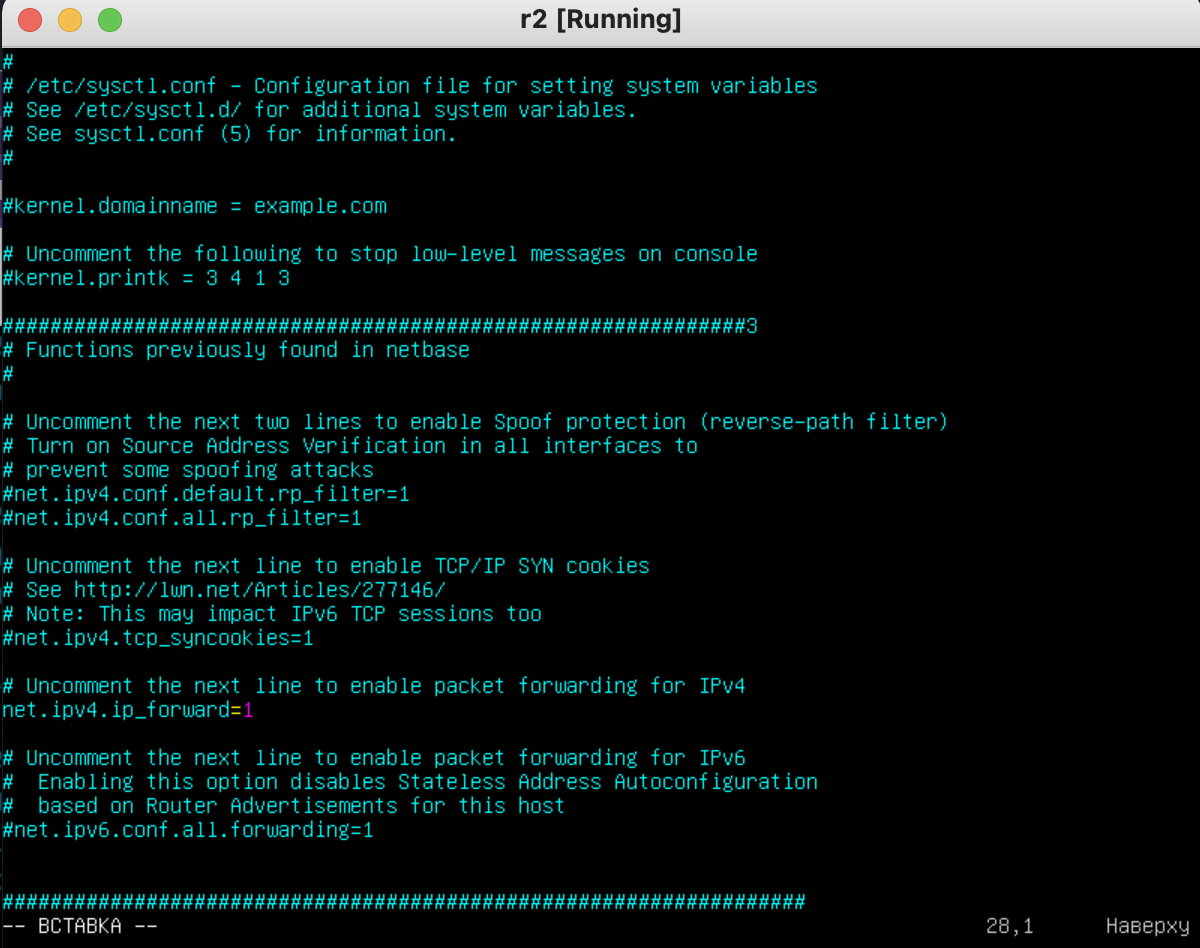 r2 [Running]
#
# /etc/sysctl.conf - Configuration file for setting system variables
# See /etc/sysctl.d/ for additional system variables.
# See sysctl.conf (5) for information.
#
#kernel.domainname = example.com
# Uncomment the following to stop low-level messages on console
#kernel.printk = 3 4 1 3
##############################################################3
# Functions previously found in netbase
#
# Uncomment the next two lines to enable Spoof protection (reverse-path filter)
# Turn on Source Address Verification in all interfaces to
# prevent some spoofing attacks
#net.ipv4.conf.default.rp_filter=1
#net.ipv4.conf.all.rp_filter=1
# Uncomment the next line to enable TCP/IP SYN cookies
# See http://lwn.net/Articles/277146/
# Note: This may impact IPv6 TCP sessions too
#net.ipv4.tcp_syncookies=1
# Uncomment the next line to enable packet forwarding for IPv4
net.ipv4.ip_forward=1
# Uncomment the next line to enable packet forwarding for IPv6
#  Enabling this option disables Stateless Address Autoconfiguration
#  based on Router Advertisements for this host
#net.ipv6.conf.all.forwarding=1
###################################################################
-- ВСТАВКА --                    28,1    Наверху